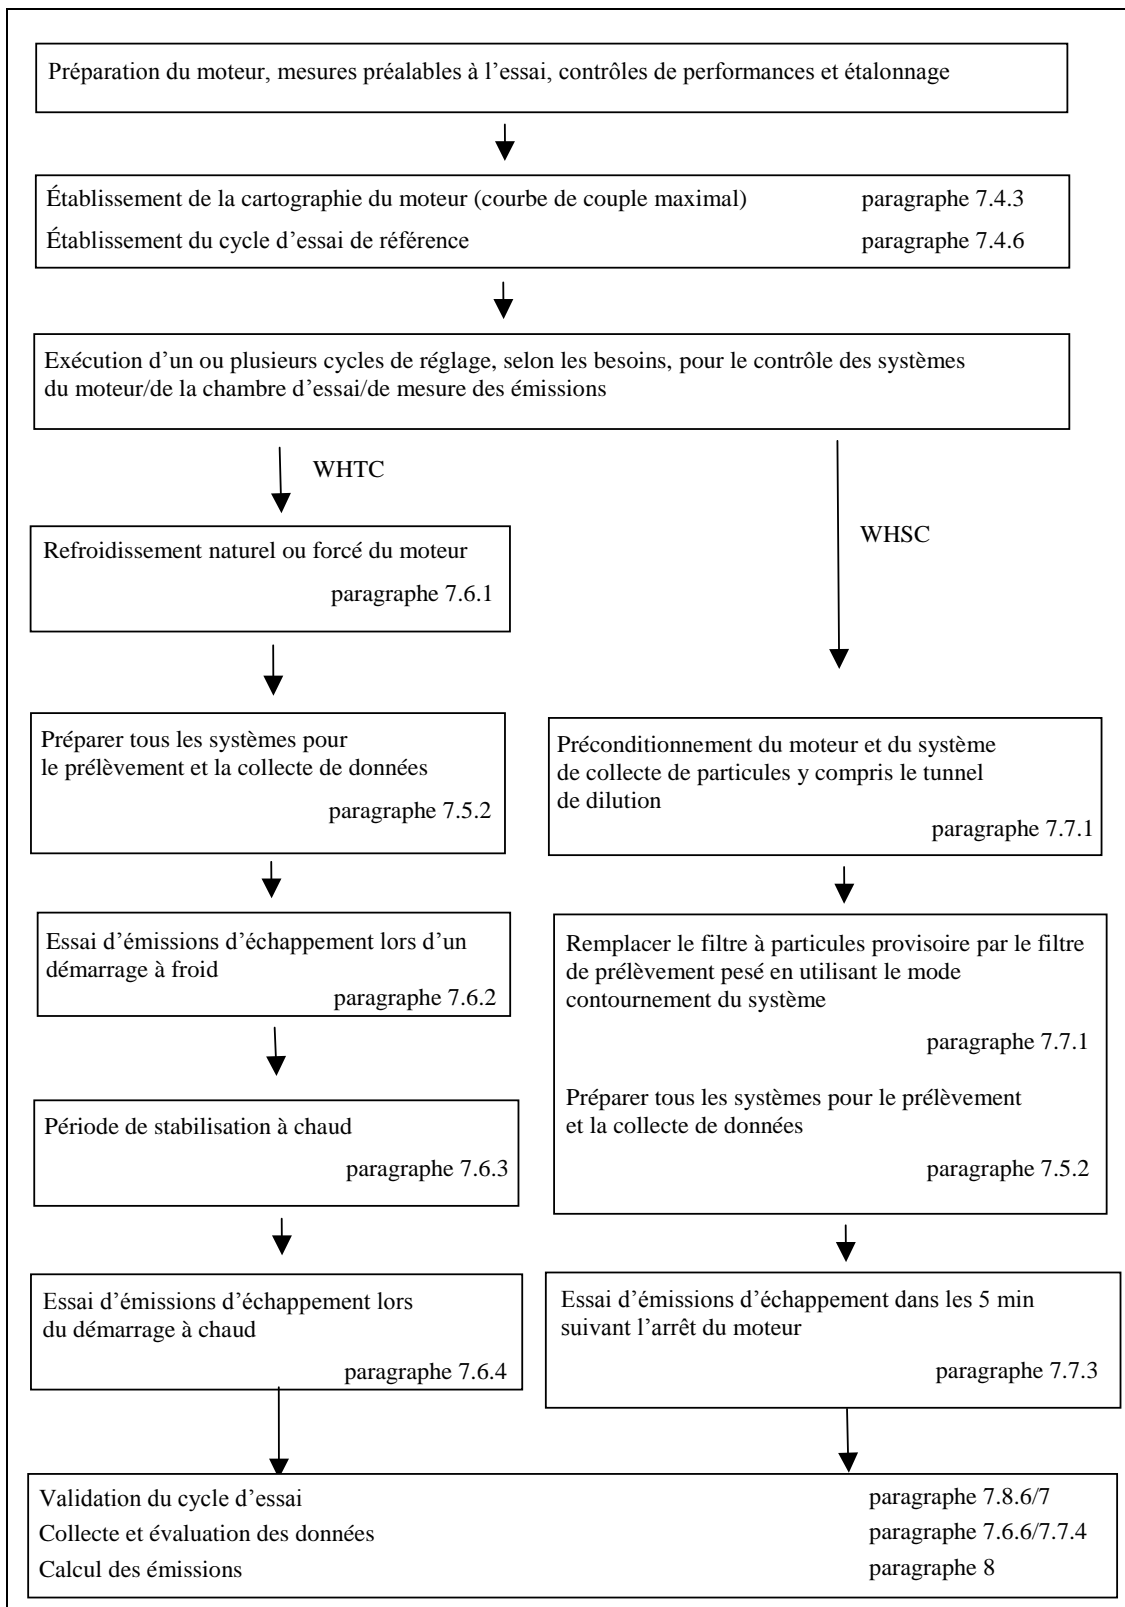 Préparation du moteur, mesures préalables à l'essai, contrôles de performances et étalonnage
Établissement de la cartographie du moteur (courbe de couple maximal) paragraphe 7.4.3
Établissement du cycle d'essai de référence paragraphe 7.4.6
Exécution d'un ou plusieurs cycles de réglage, selon les besoins, pour le contrôle des systèmes
du moteur/de la chambre d'essai/de mesure des émissions
WHTC
WHSC
Refroidissement naturel ou forcé du moteur
paragraphe 7.6.1
Préparer tous les systèmes pour
le prélèvement et la collecte de données
paragraphe 7.5.2
Essai d'émissions d'échappement lors d'un
démarrage à froid
paragraphe 7.6.2
Période de stabilisation à chaud
paragraphe 7.6.3
Essai d'émissions d'échappement lors
du démarrage à chaud
paragraphe 7.6.4
Préconditionnement du moteur et du système
de collecte de particules y compris le tunnel
de dilution
paragraphe 7.7.1
Remplacer le filtre à particules provisoire par le filtre
de prélèvement pesé en utilisant le mode
contournement du système
paragraphe 7.7.1
Préparer tous les systèmes pour le prélèvement
et la collecte de données
paragraphe 7.5.2
Essai d'émissions d'échappement dans les 5 min
suivant l'arrêt du moteur
paragraphe 7.7.3
Validation du cycle d'essai paragraphe 7.8.6/7
Collecte et évaluation des données paragraphe 7.6.6/7.7.4
Calcul des émissions paragraphe 8